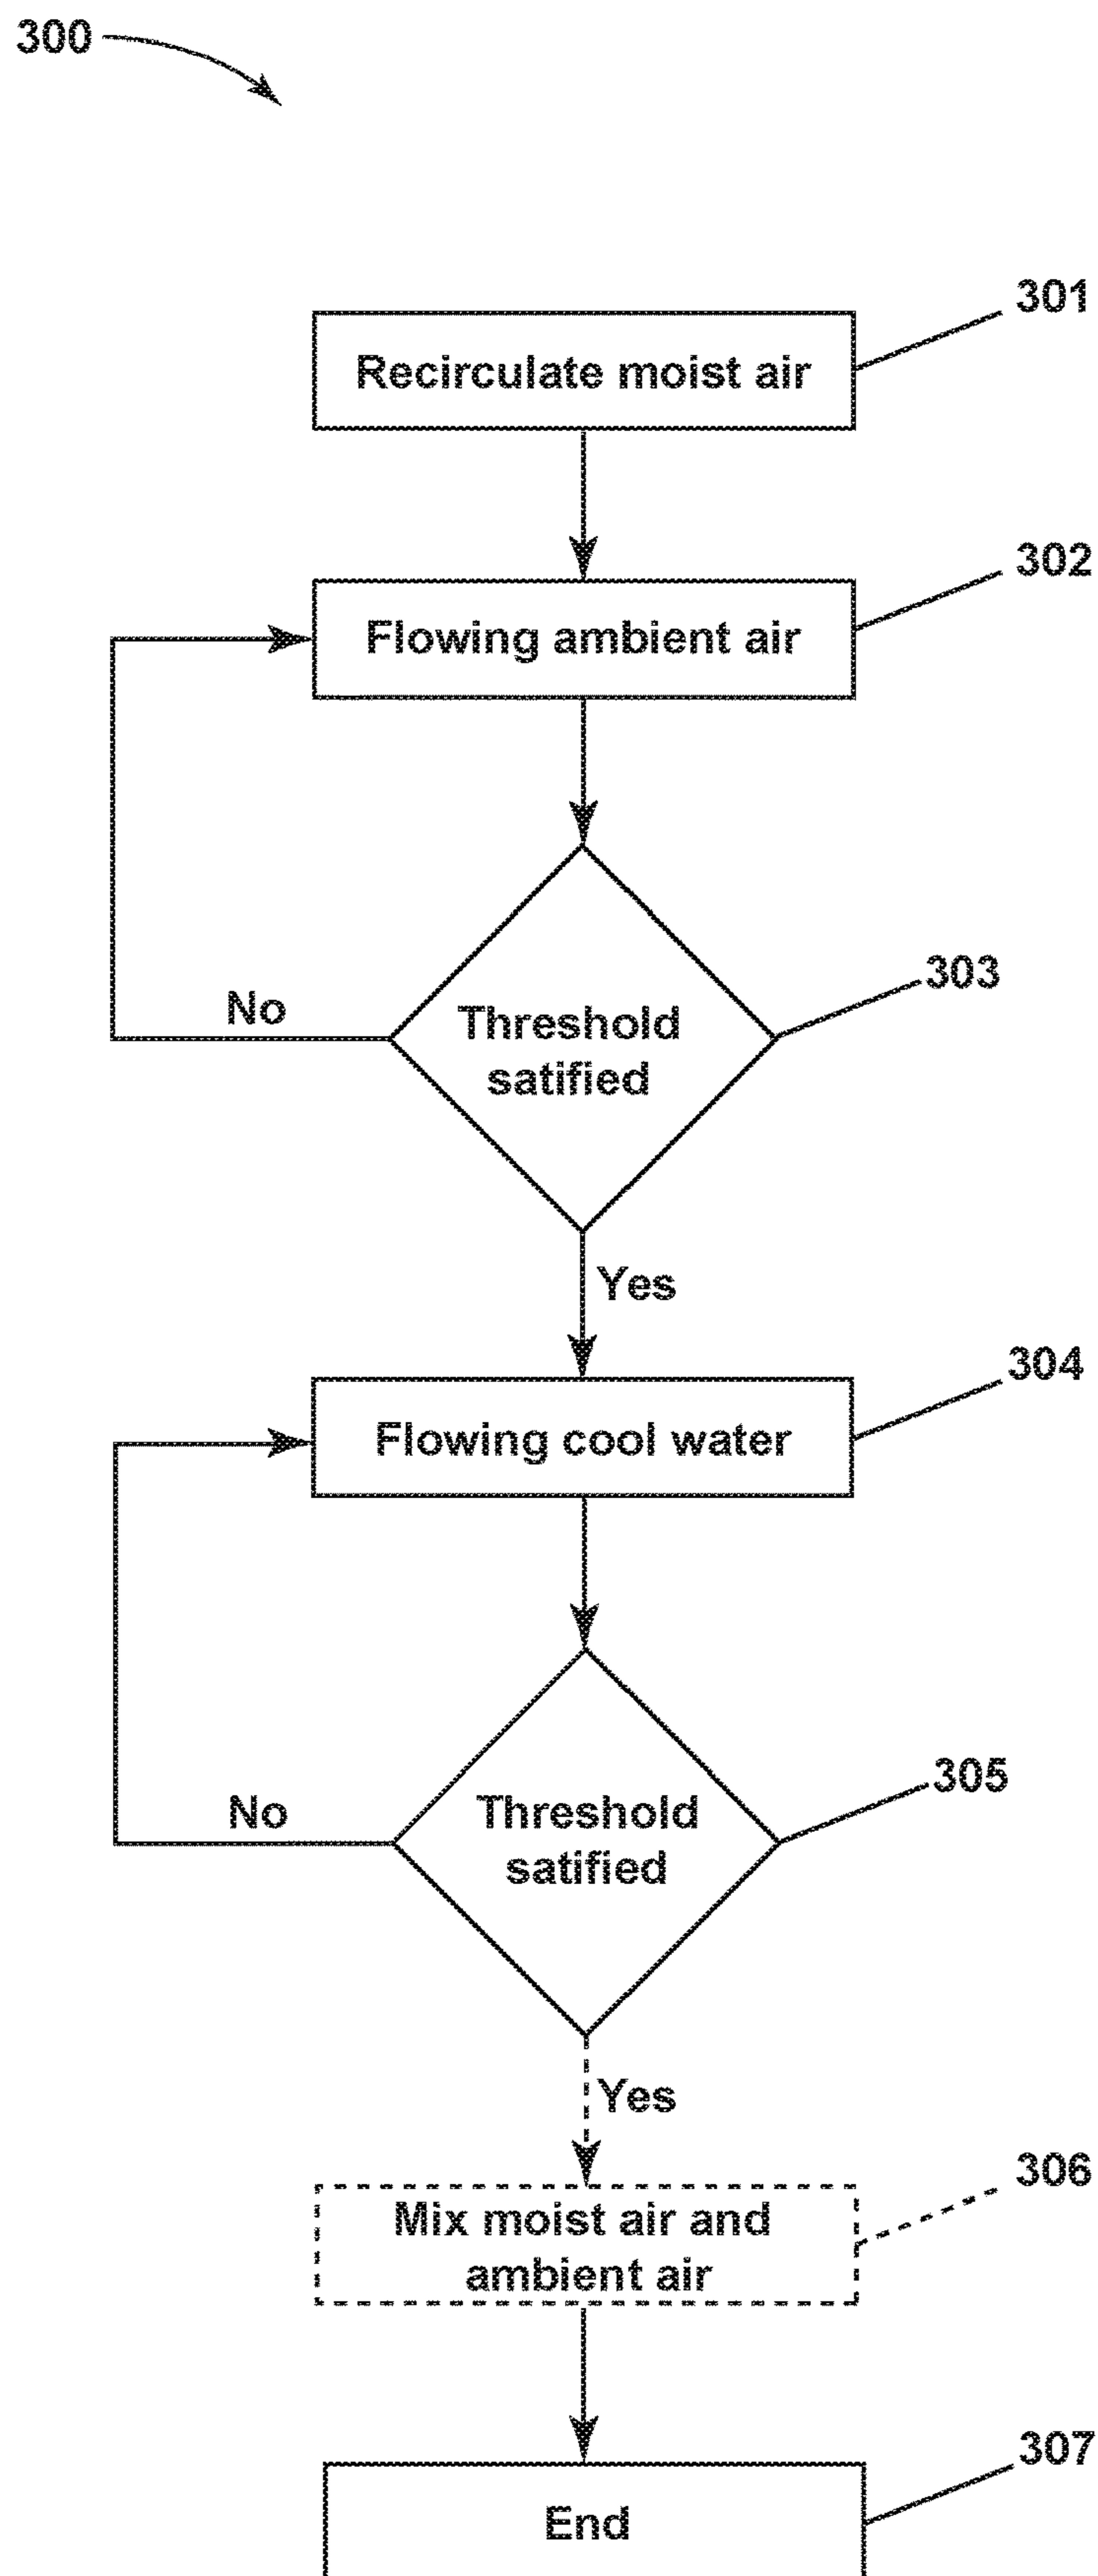 300
301
Recirculate moist air
302
Flowing ambient air
303
No
Threshold
satified
Yes
304
Flowing cool water
305
No
Threshold
satified
Yes
306
Mix moist air and
ambient air
307
End